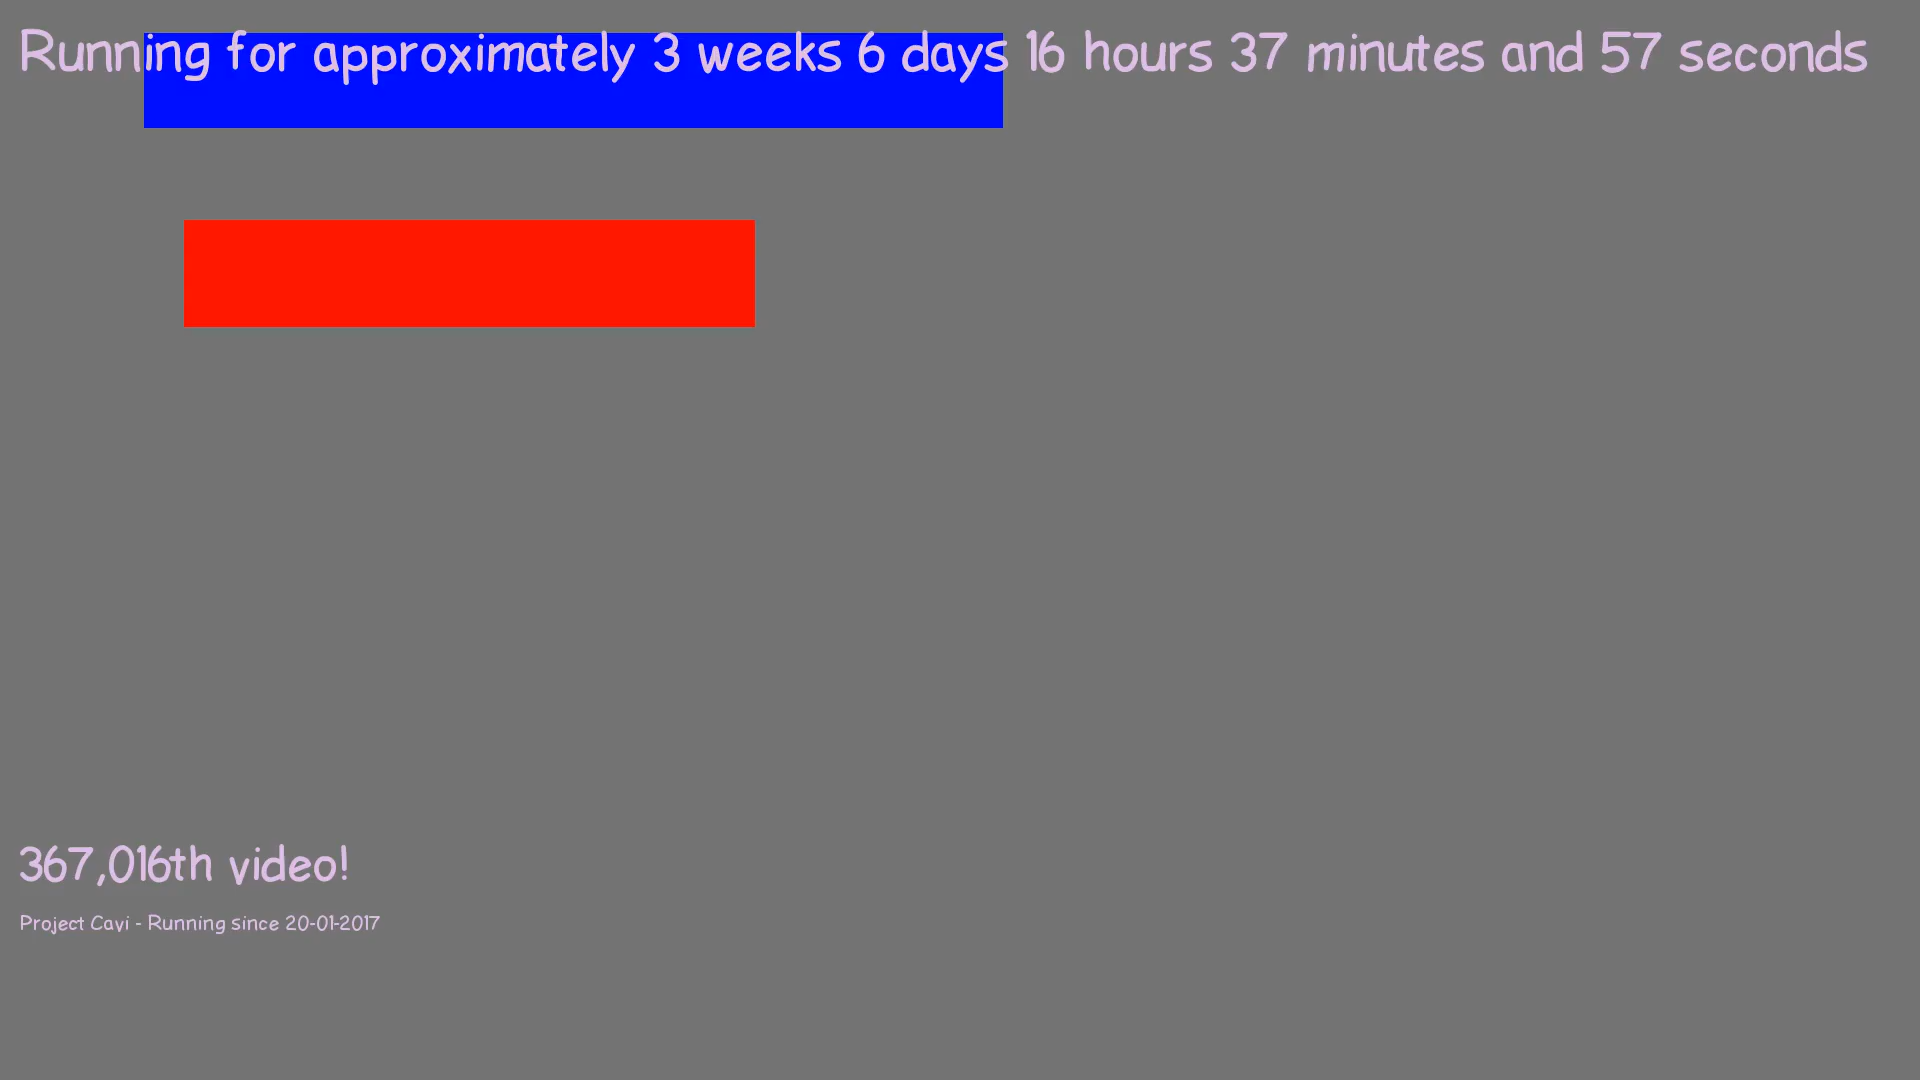 Running for approximately 3 weeks 6 days 16 hours 37 minutes and 57 seconds
367,016th video!
Project Cavi - Running since 20-01-2017